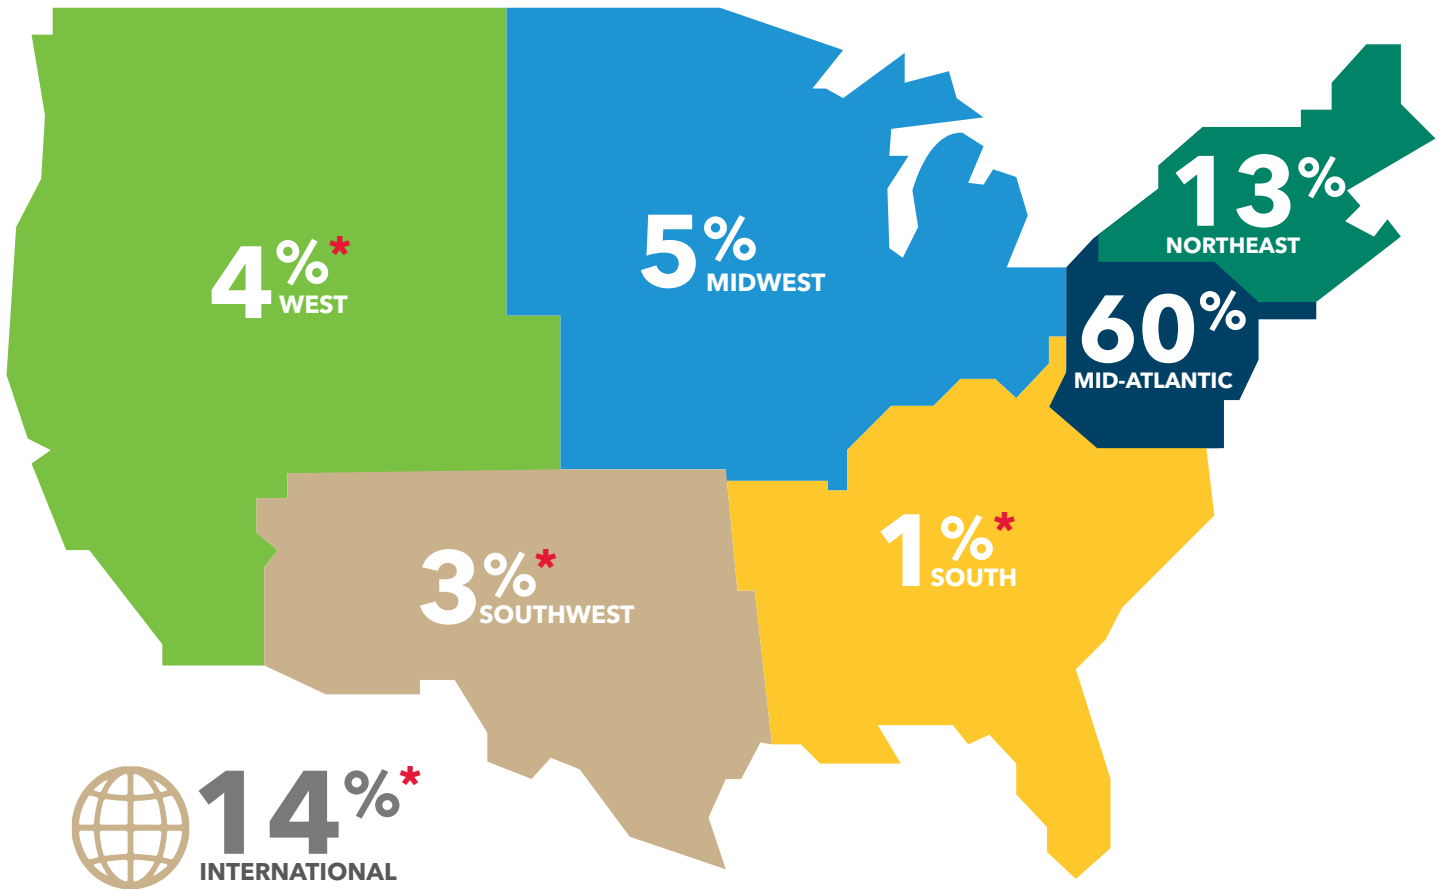 13%
NORTHEAST
4%*
WEST
5%
MIDWEST
60%
MID-ATLANTIC
1%*
SOUTH
3%*
SOUTHWEST
14%*
INTERNATIONAL